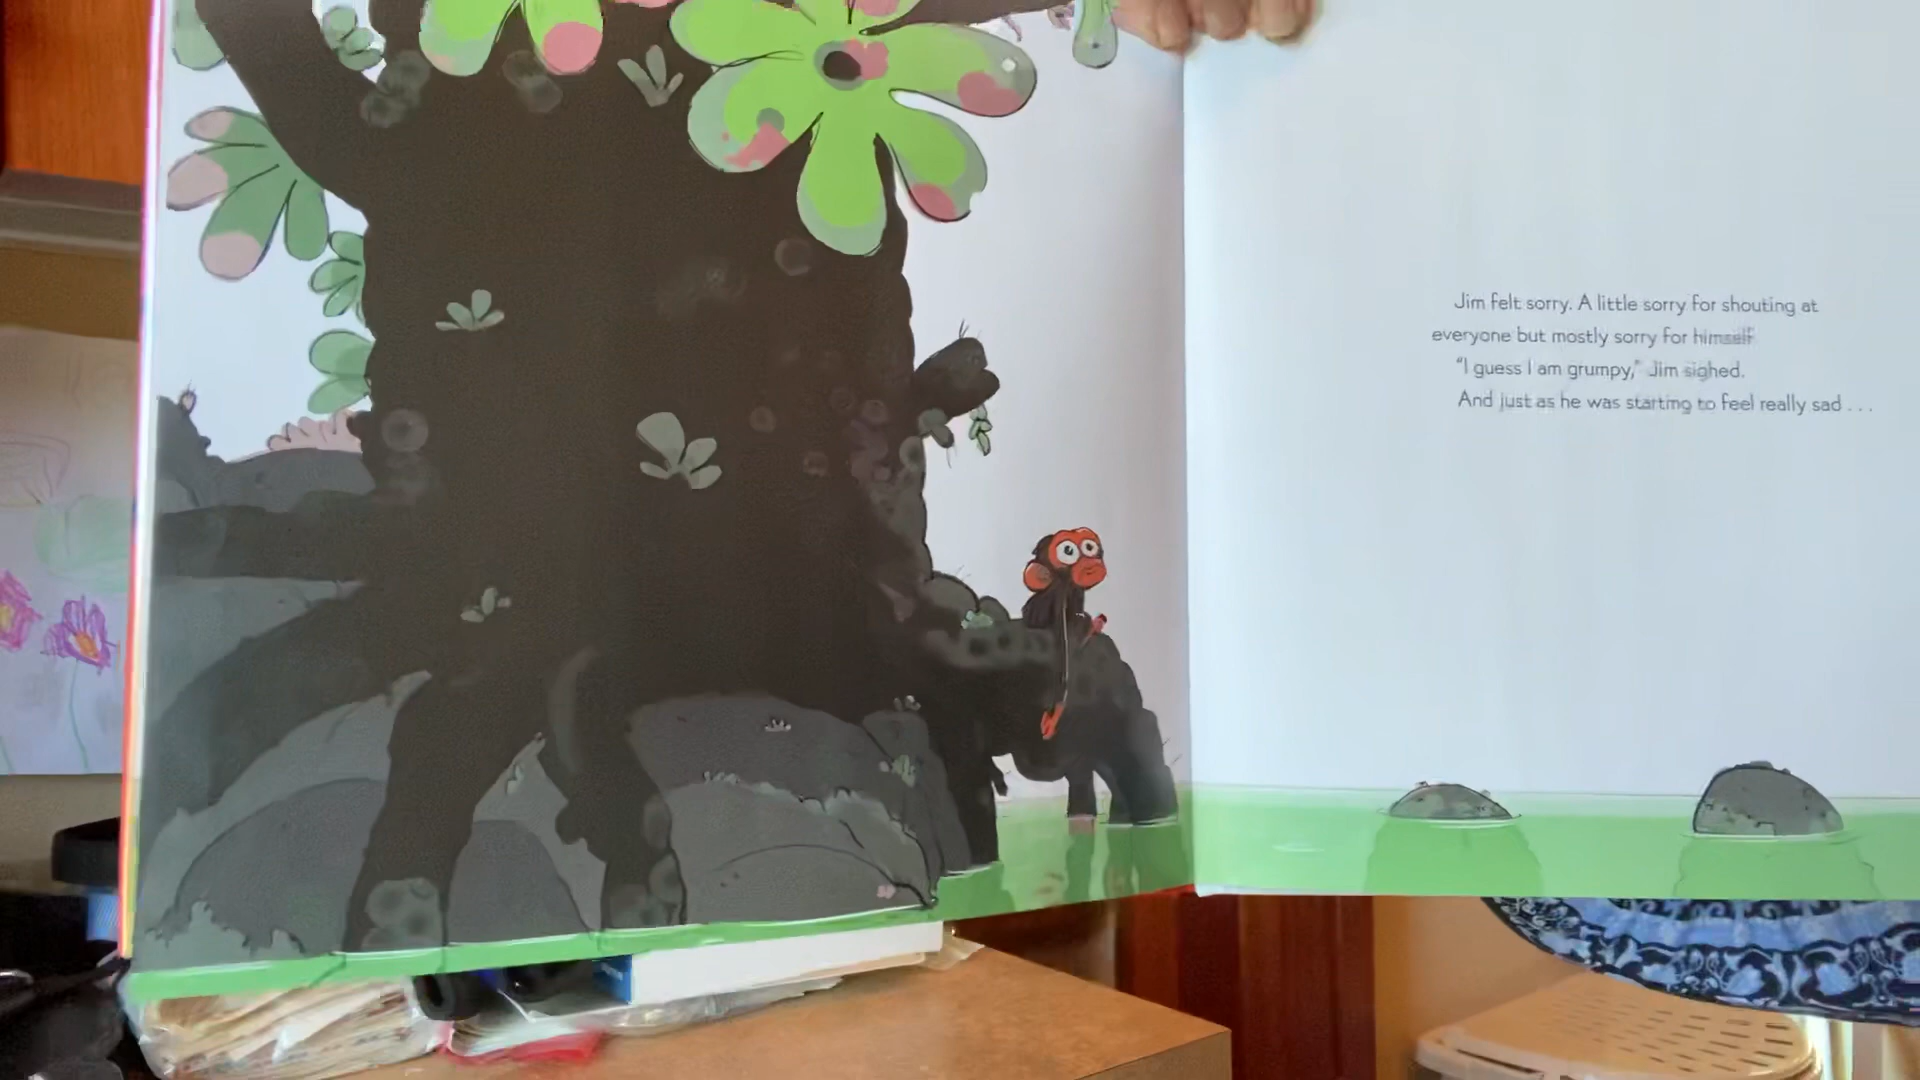 Jim felt sorry. A little sorry for shouting at
everyone but mostly sorry for himself.
“I guess I am grumpy,” Jim sighed.
And just as he was starting to feel really sad . . .